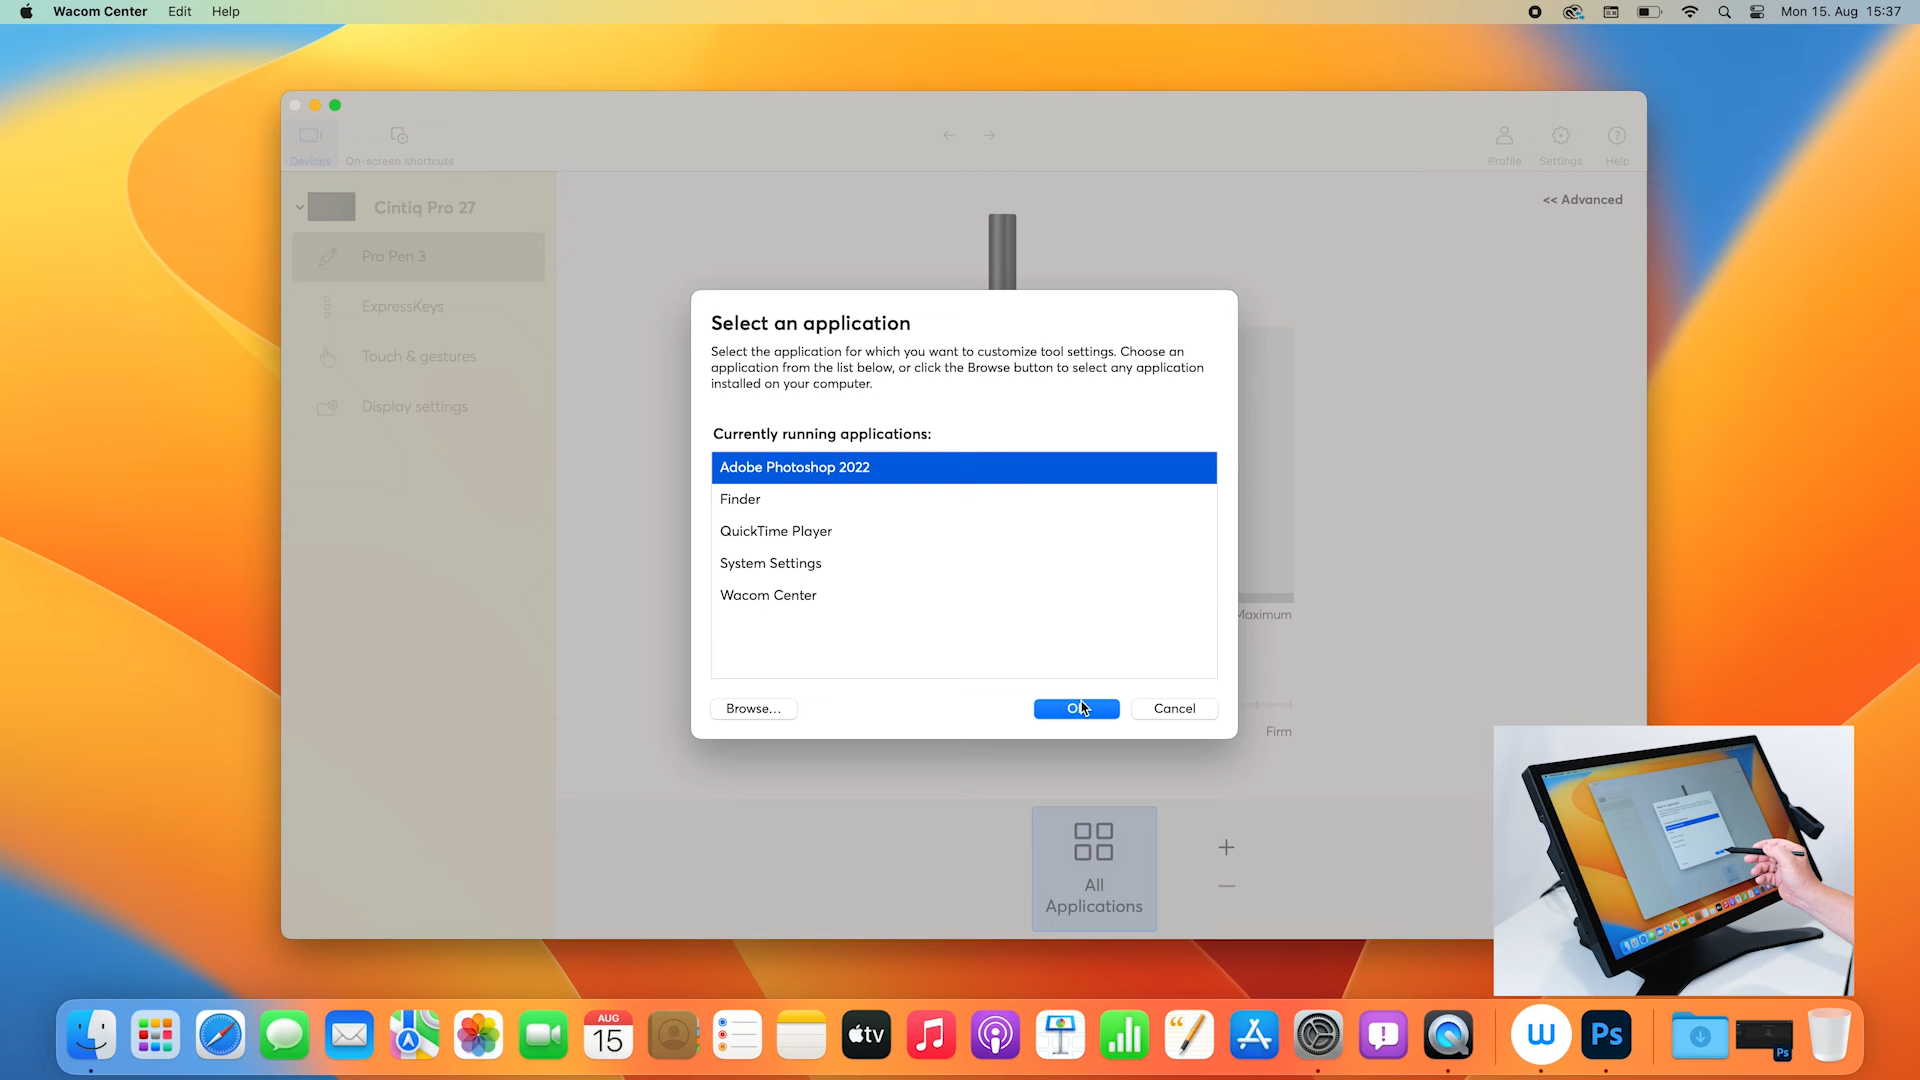 Wacom Center Edit Help
Mon 15. Aug 15:37
Devices On-screen shortcuts
Profile Settings Help
<< Advanced
Cintiq Pro 27
Pro Pen 3
ExpressKeys
Touch & gestures
Display settings
Select an application
Select the application for which you want to customize tool settings. Choose an
application from the list below, or click the Browse button to select any application
installed on your computer.
Currently running applications:
Adobe Photoshop 2022
Finder
QuickTime Player
System Settings
Wacom Center
Maximum
Browse... Cancel
Firm
All
Applications
AUG
15
tv
Ps
Ps